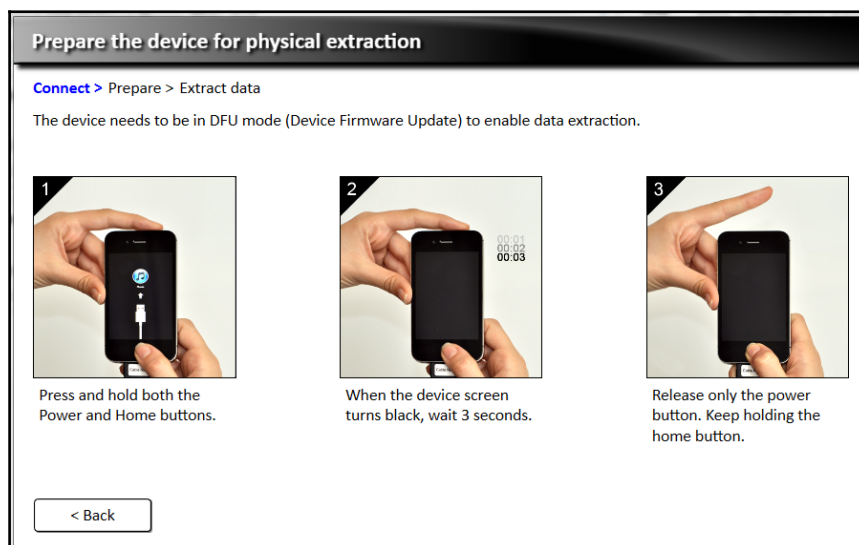 Prepare the device for physical extraction
Connect > Prepare > Extract data
The device needs to be in DFU mode (Device Firmware Update) to enable data extraction.
1
2
3
00:01
00:02
00:03
Press and hold both the
Power and Home buttons.
When the device screen
turns black, wait 3 seconds.
Release only the power
button. Keep holding the
home button.
< Back